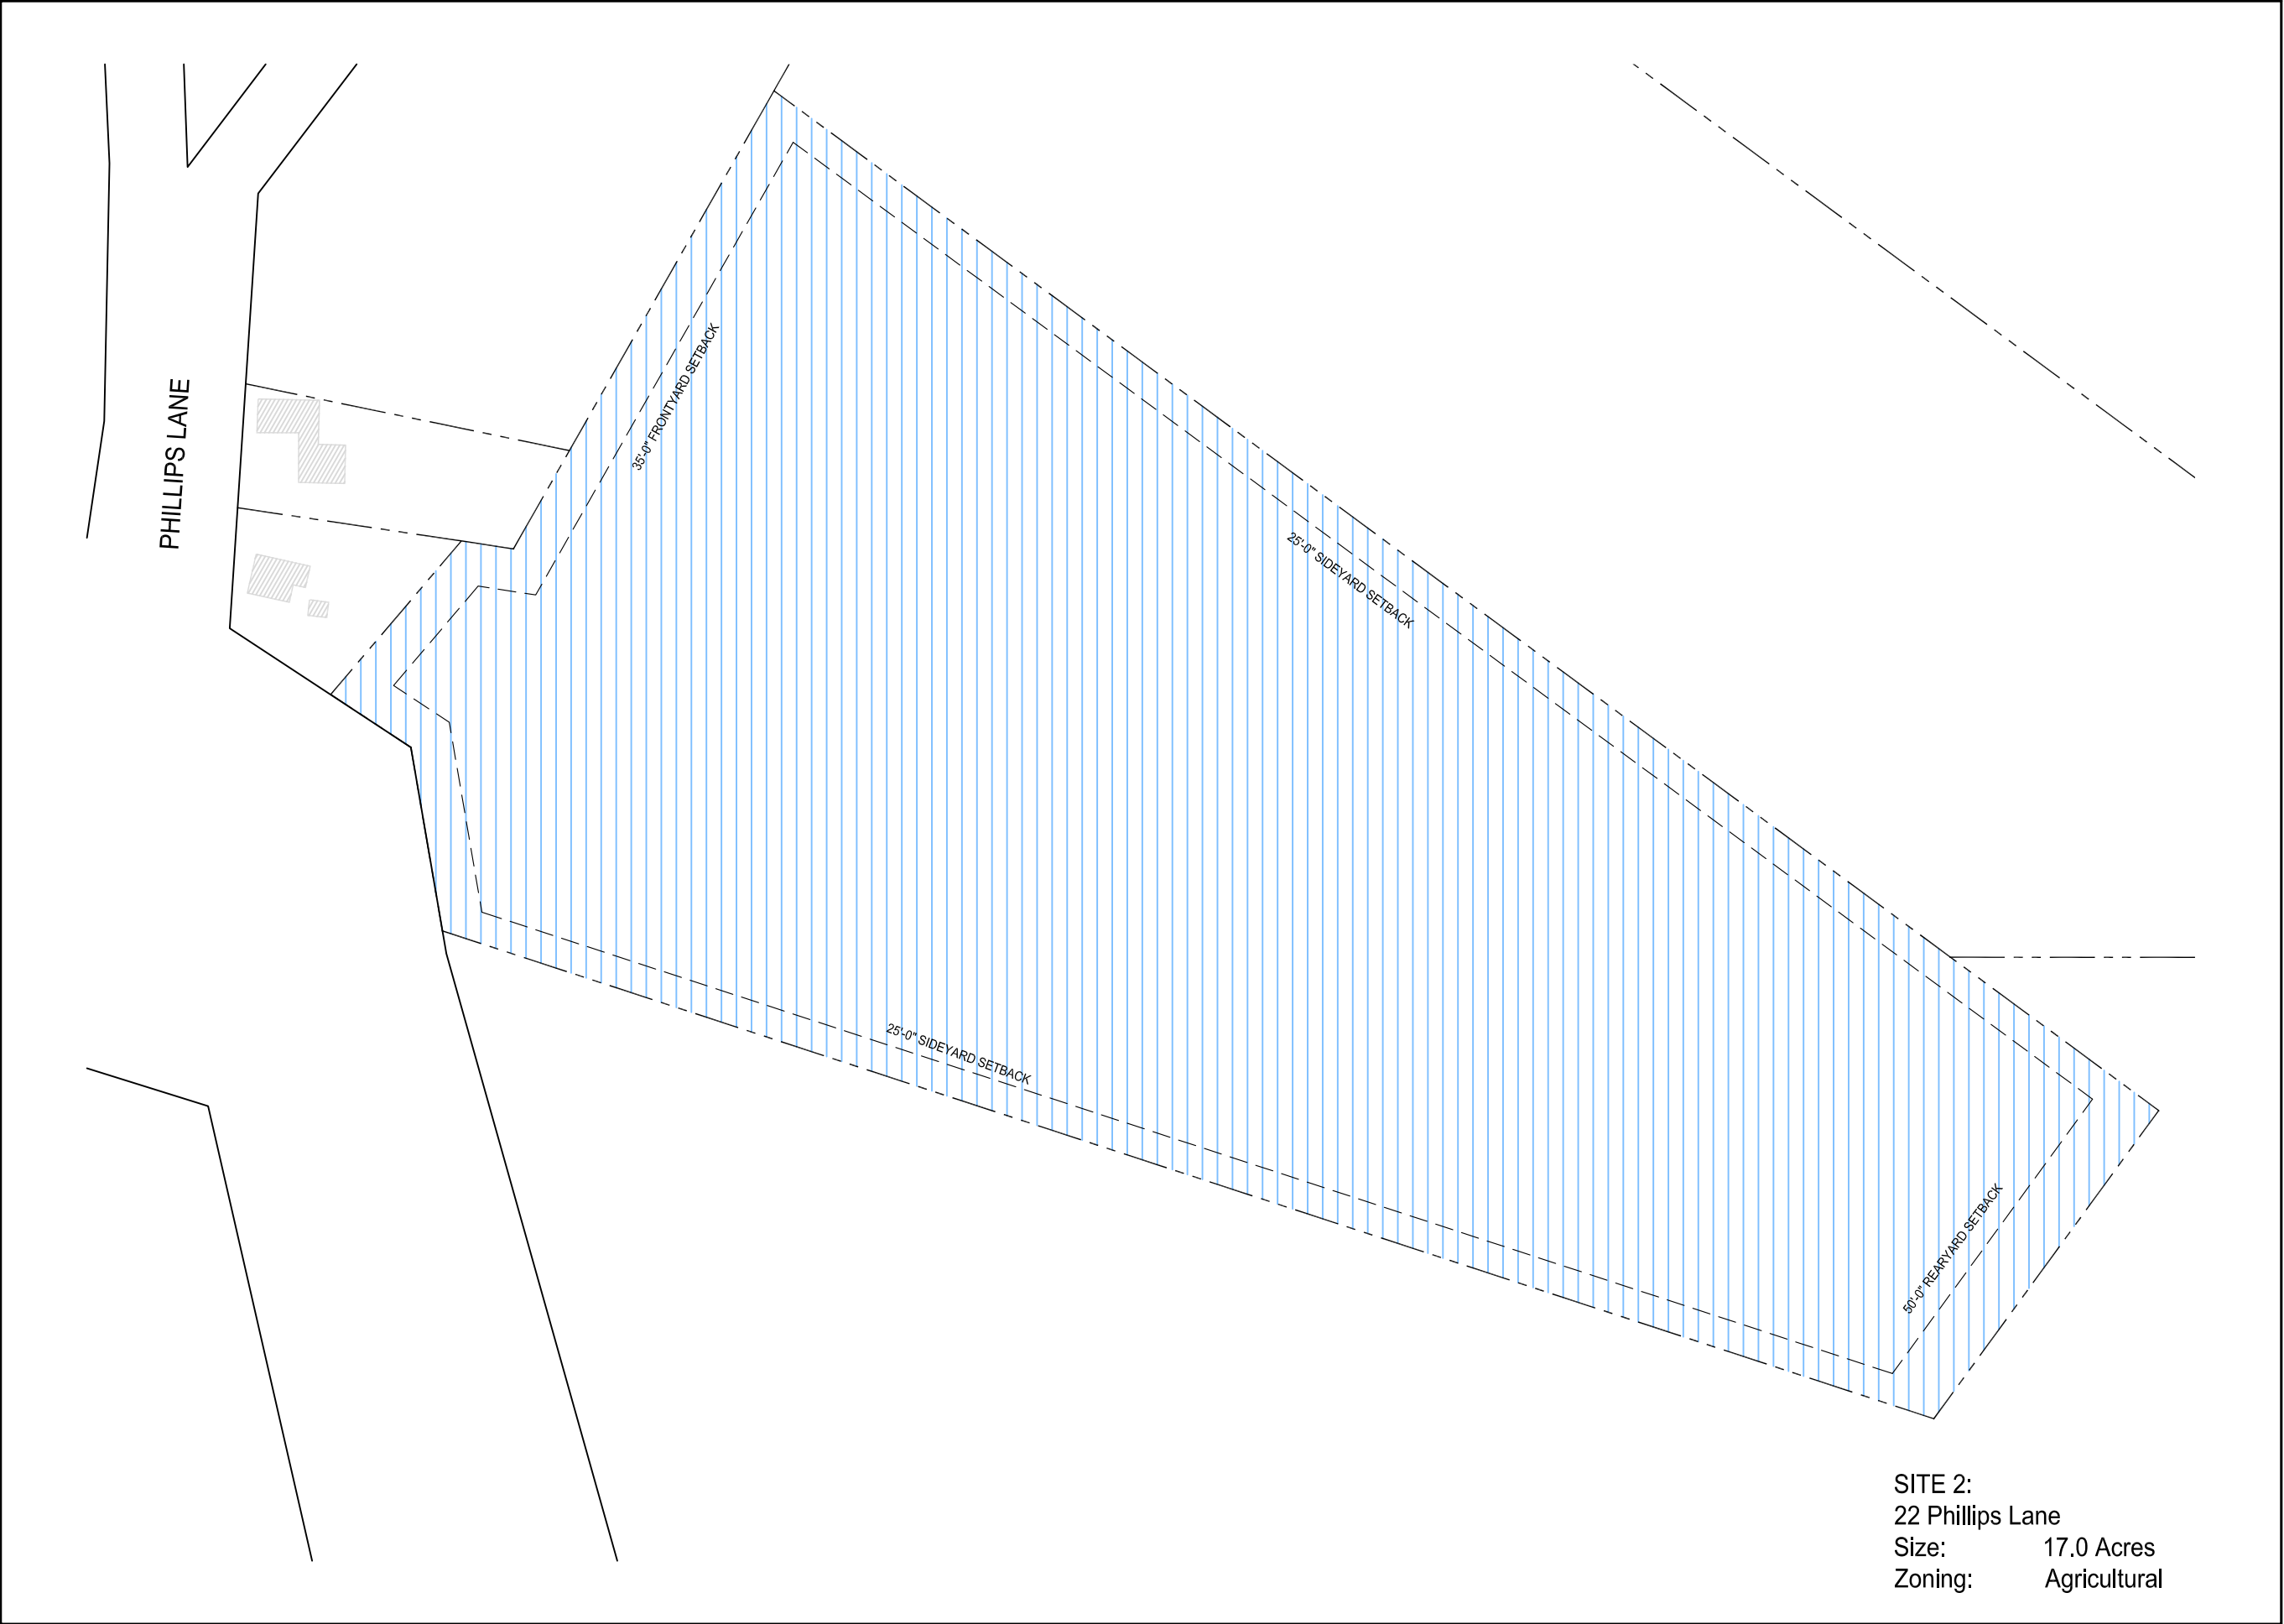 PHILLIPS LANE
35'-0" FRONTYARD SETBACK
25'-0" SIDEYARD SETBACK
25'-0" SIDEYARD SETBACK
50'-0" REARYARD SETBACK
SITE 2:
22 Phillips Lane
Size: 17.0 Acres
Zoning: Agricultural